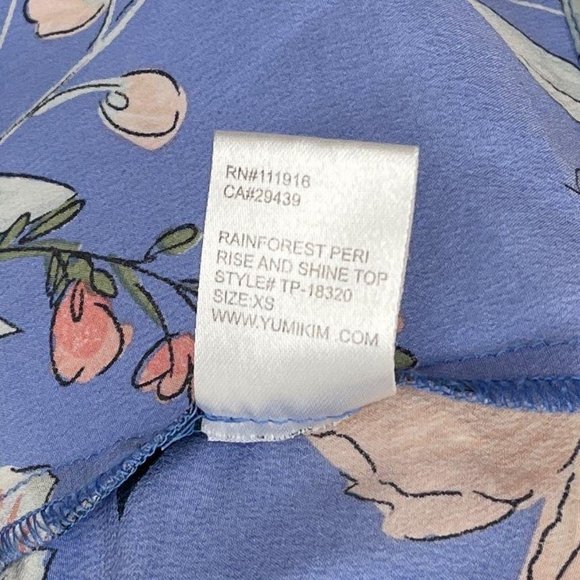 RN#111916
CA#29439
RAINFOREST PERI
RISE AND SHINE TOP
STYLE# TP-18320
SIZE:XS
WWW.YUMIKIM .COM